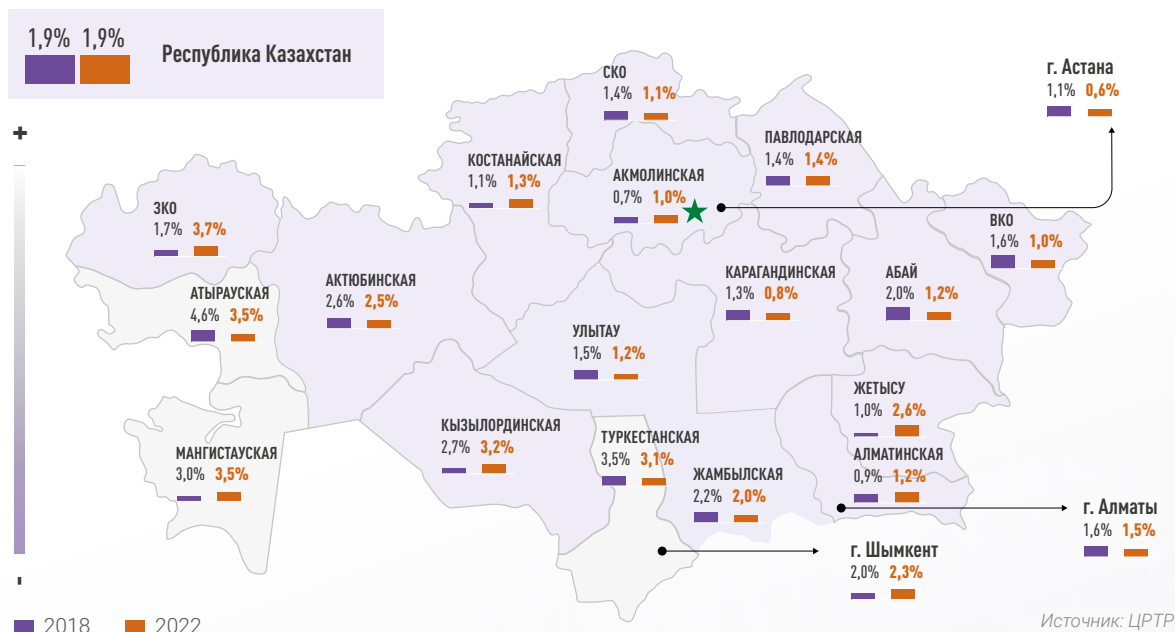 1,9% 1,9%
Республика Казахстан
+
-
СКО
1,4% 1,1%
г. Астана
1,1% 0,6%
КОСТАНАЙСКАЯ
1,1% 1,3%
АКМОЛИНСКАЯ
0,7% 1,0%
ПАВЛОДАРСКАЯ
1,4% 1,4%
ЗКО
1,7% 3,7%
ВКО
1,6% 1,0%
АТЫРАУСКАЯ
4,6% 3,5%
АКТЮБИНСКАЯ
2,6% 2,5%
КАРАГАНДИНСКАЯ
1,3% 0,8%
АБАЙ
2,0% 1,2%
УЛЫТАУ
1,5% 1,2%
ЖЕТЫСУ
1,0% 2,6%
МАНГИСТАУСКАЯ
3,0% 3,5%
КЫЗЫЛОРДИНСКАЯ
2,7% 3,2%
ТУРКЕСТАНСКАЯ
3,5% 3,1%
ЖАМБЫЛСКАЯ
2,2% 2,0%
АЛМАТИНСКАЯ
0,9% 1,2%
г. Алматы
1,6% 1,5%
г. Шымкент
2,0% 2,3%
2018 2022
Источник: ЦРТР